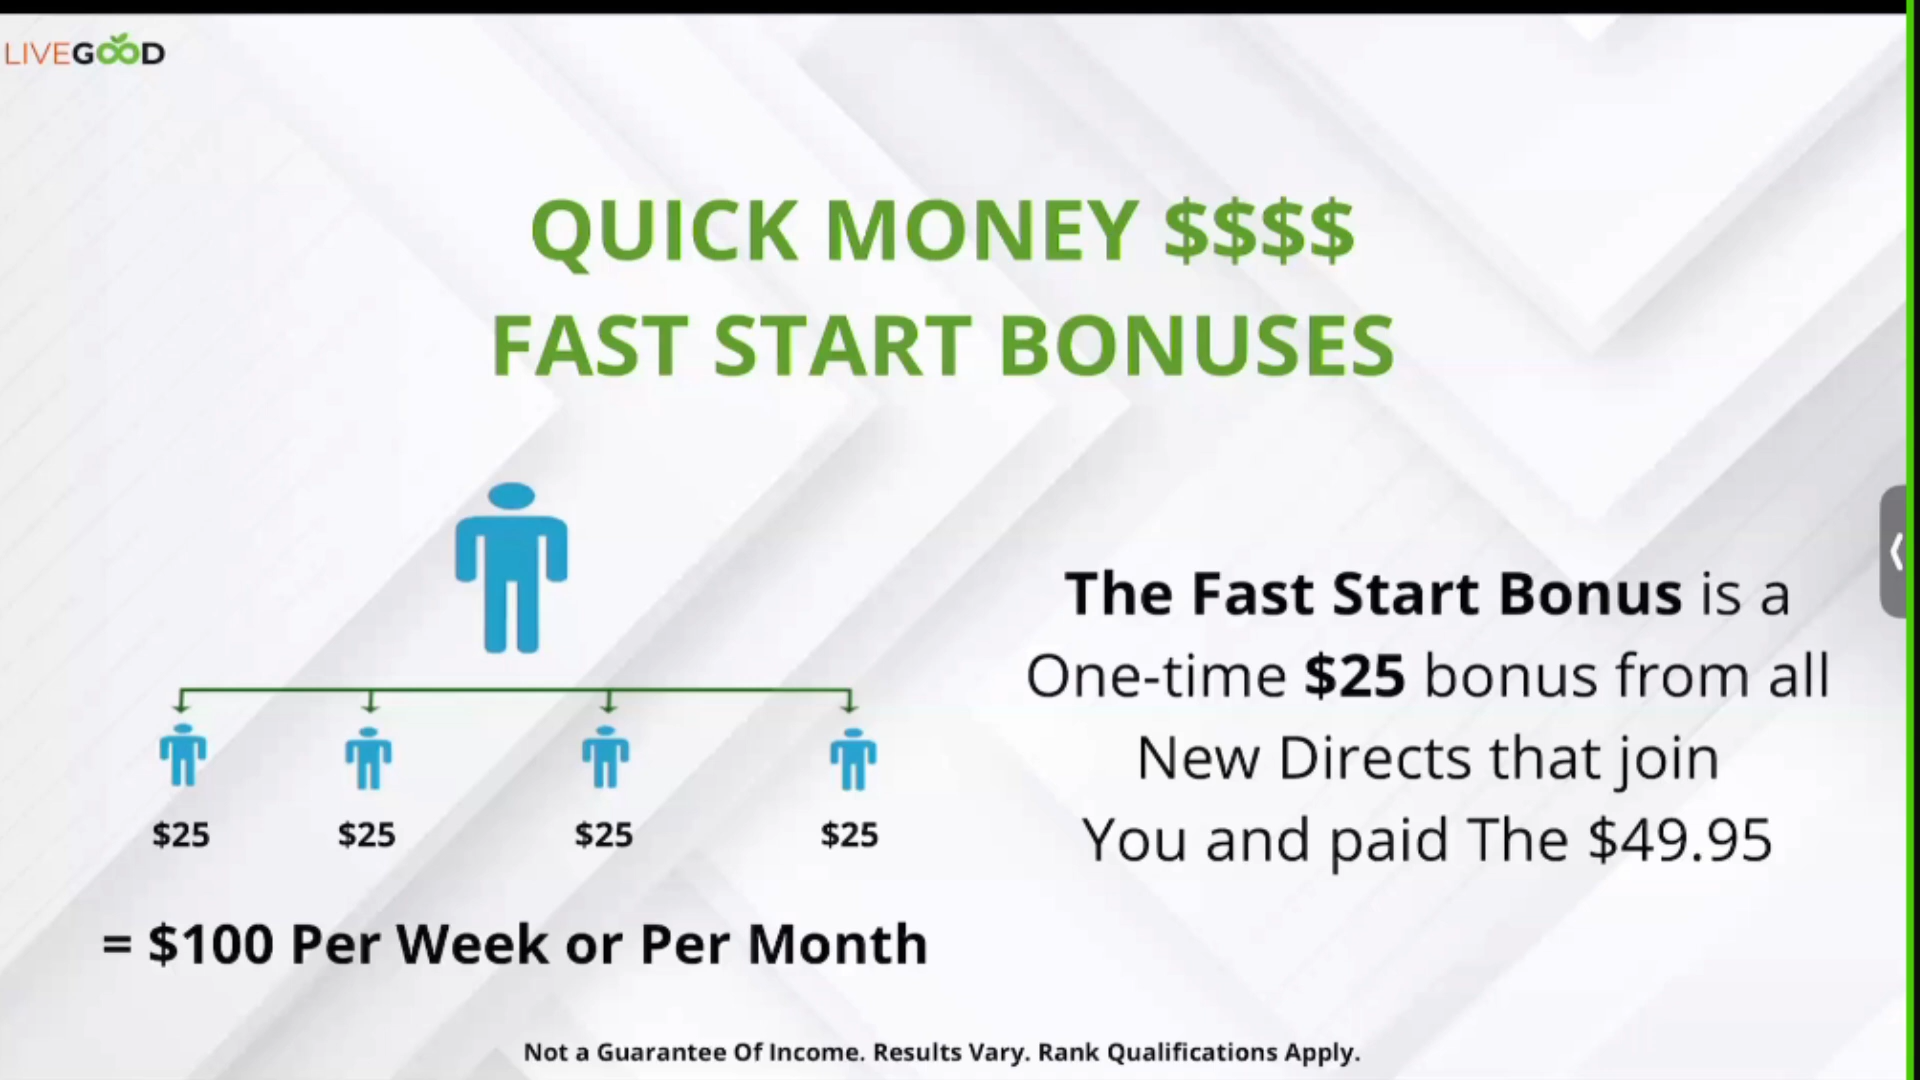 LIVEGOOD
QUICK MONEY $$$$
FAST START BONUSES
The Fast Start Bonus is a
One-time $25 bonus from all
New Directs that join
You and paid The $49.95
$25 $25 $25 $25
= $100 Per Week or Per Month
Not a Guarantee Of Income. Results Vary. Rank Qualifications Apply.